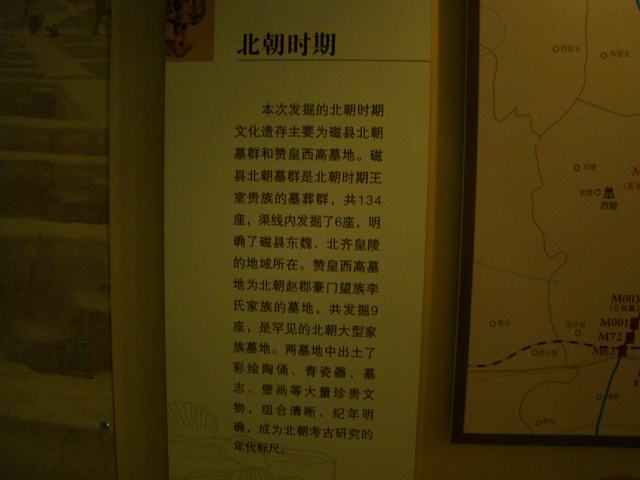 北朝时期
本次发掘的北朝时期
文化遗存主要为磁县北朝
墓群和赞皇西高墓地。磁
县北朝墓群是北朝时期王
室贵族的墓葬群，共134
座，渠线内发掘了6座，明
确了磁县东魏、北齐皇陵
的地域所在。赞皇西高墓
地为北朝赵郡豪门望族李
氏家族的墓地，共发掘9
座，是罕见的北朝大型家
族墓地。两墓地中出土了
彩绘陶俑、青瓷器、墓
志、壁画等大量珍贵文
物，组合清晰、纪年明
确，成为北朝考古研究的
年代标尺。
西陵
M003
M001
M72
M63